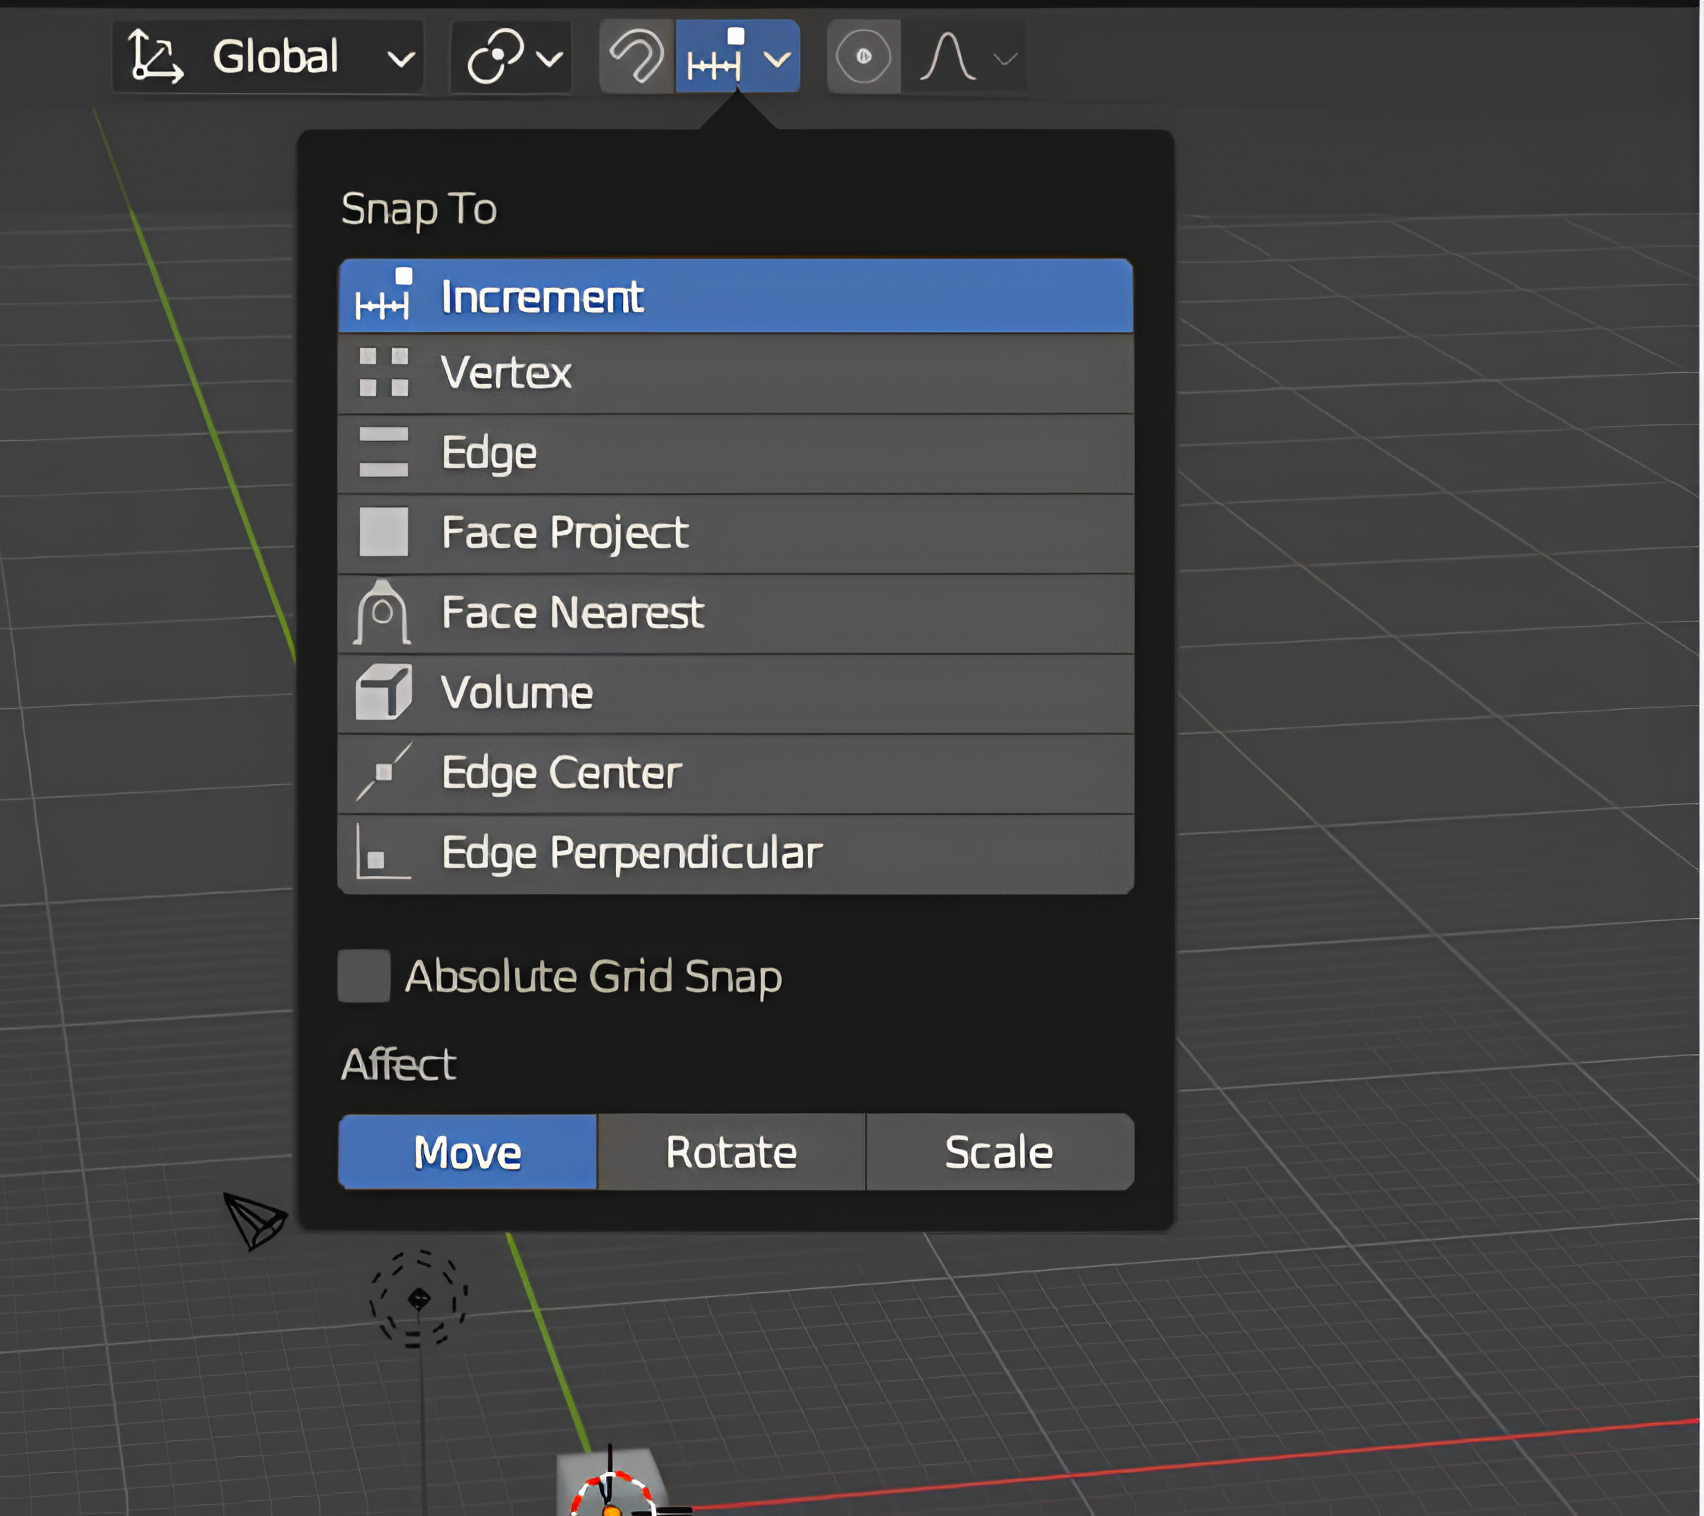 Global
Snap To
Increment
Vertex
Edge
Face Project
Face Nearest
Volume
Edge Center
Edge Perpendicular
Absolute Grid Snap
Affect
Move Rotate Scale